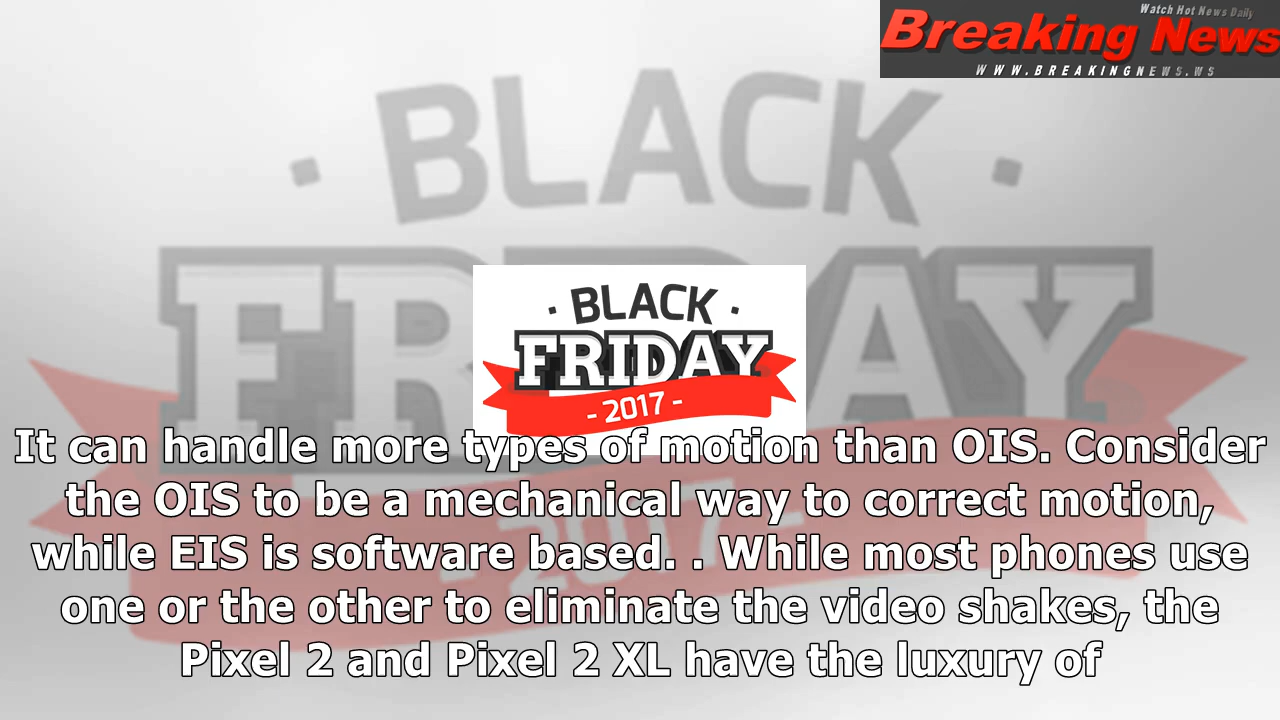 Watch Hot News Daily
Breaking News
WWW.BREAKINGNEWS.WS
· BLACK ·
FRIDAY
- 2017 -
· BLACK ·
FRIDAY
- 2017 -
It can handle more types of motion than OIS. Consider
the OIS to be a mechanical way to correct motion,
while EIS is software based. . While most phones use
one or the other to eliminate the video shakes, the
Pixel 2 and Pixel 2 XL have the luxury of